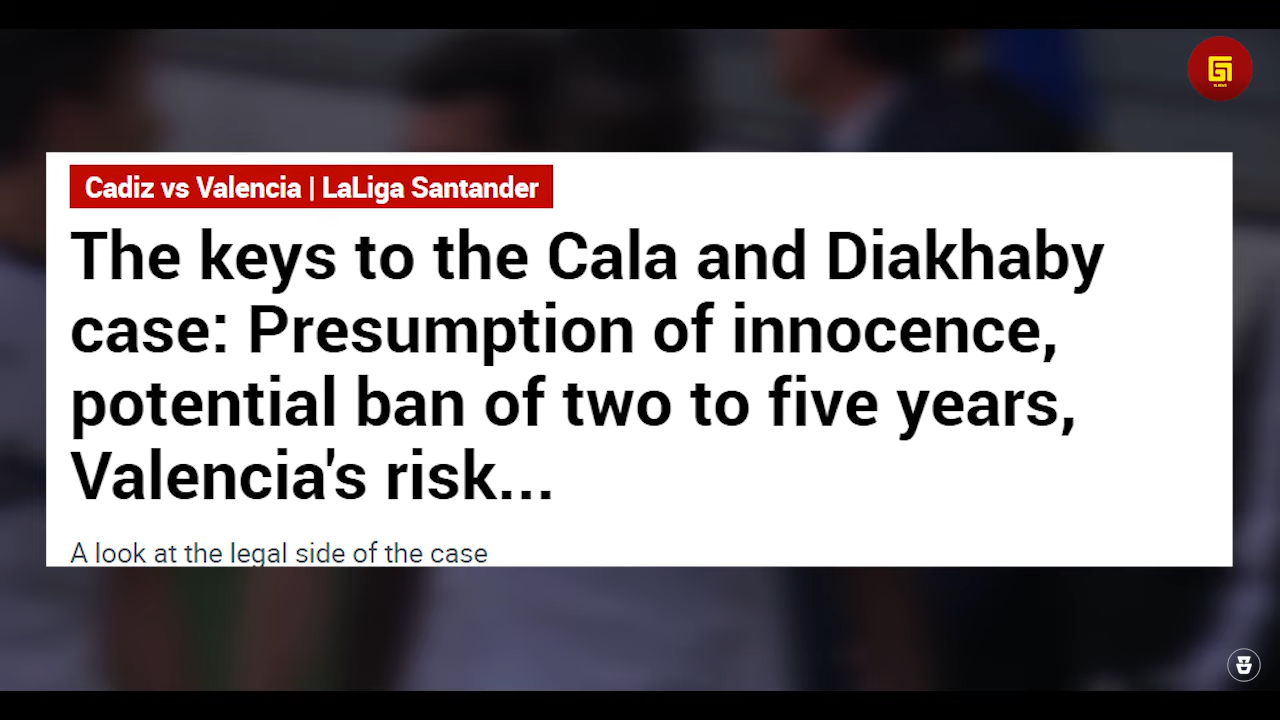 Cadiz vs Valencia | LaLiga Santander
The keys to the Cala and Diakhaby
case: Presumption of innocence,
potential ban of two to five years,
Valencia's risk...
A look at the legal side of the case